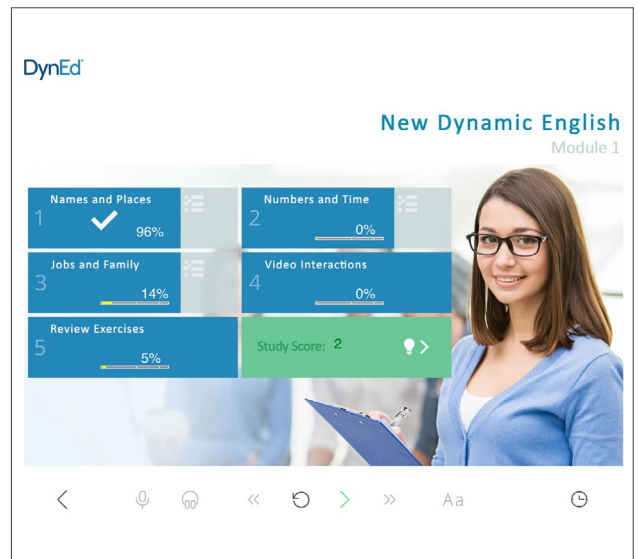 DynEd
New Dynamic English
Module 1
1 Names and Places
96%
2 Numbers and Time
0%
3 Jobs and Family
14%
4 Video Interactions
0%
5 Review Exercises
5%
Study Score: 2
Aa